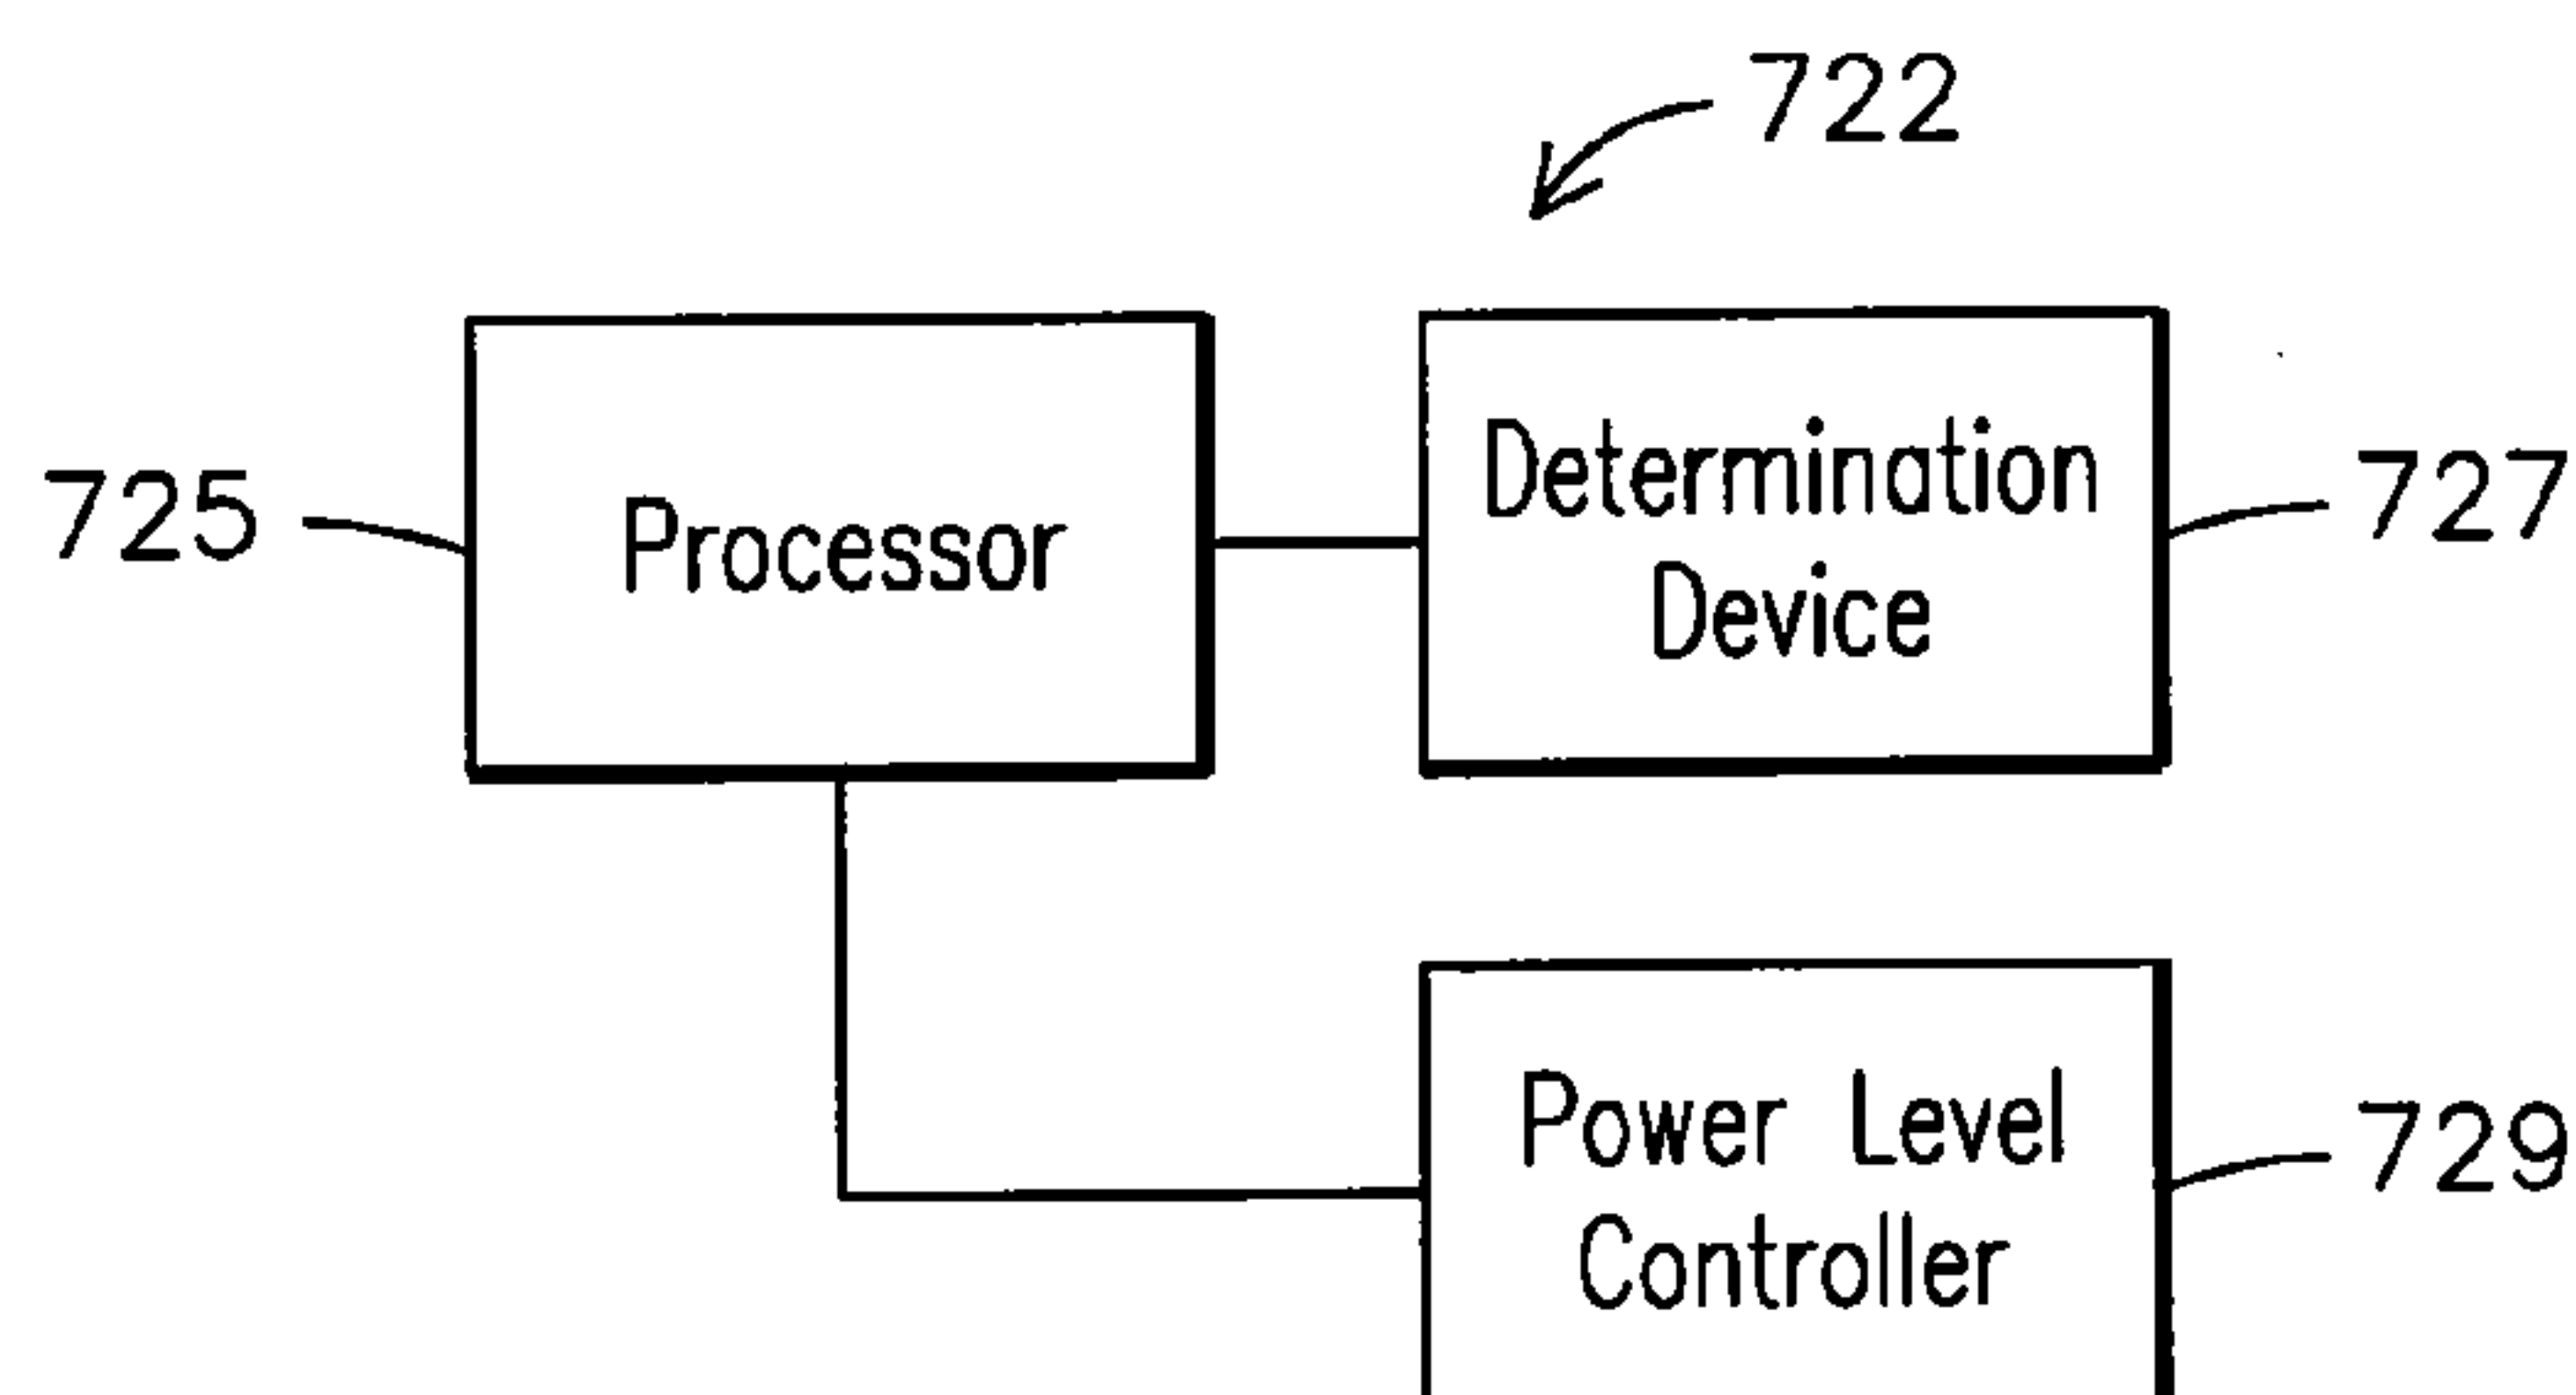 722
725
Processor
Determination
Device
727
Power Level
Controller
729